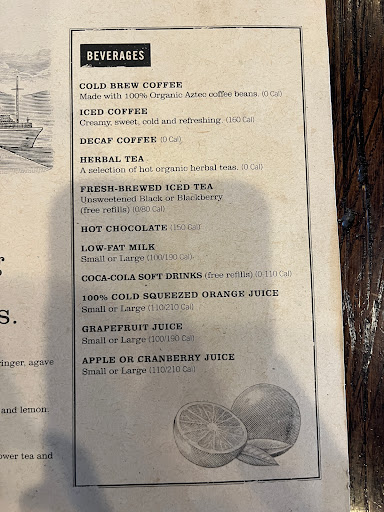 BEVERAGES
COLD BREW COFFEE
Made with 100% Organic Aztec coffee beans. (0 Cal)
ICED COFFEE
Creamy, sweet, cold and refreshing. (160 Cal)
DECAF COFFEE (0 Cal)
HERBAL TEA
A selection of hot organic herbal teas. (0 Cal)
FRESH-BREWED ICED TEA
Unsweetened Black or Blackberry
(free refills) (0/80 Cal)
HOT CHOCOLATE (150 Cal)
LOW-FAT MILK
Small or Large (100/190 Cal)
COCA-COLA SOFT DRINKS (free refills) (0-110 Cal)
100% COLD SQUEEZED ORANGE JUICE
Small or Large (110/210 Cal)
GRAPEFRUIT JUICE
Small or Large (100/190 Cal)
APPLE OR CRANBERRY JUICE
Small or Large (110/210 Cal)
S.
inger, agave
and lemon
ower tea and